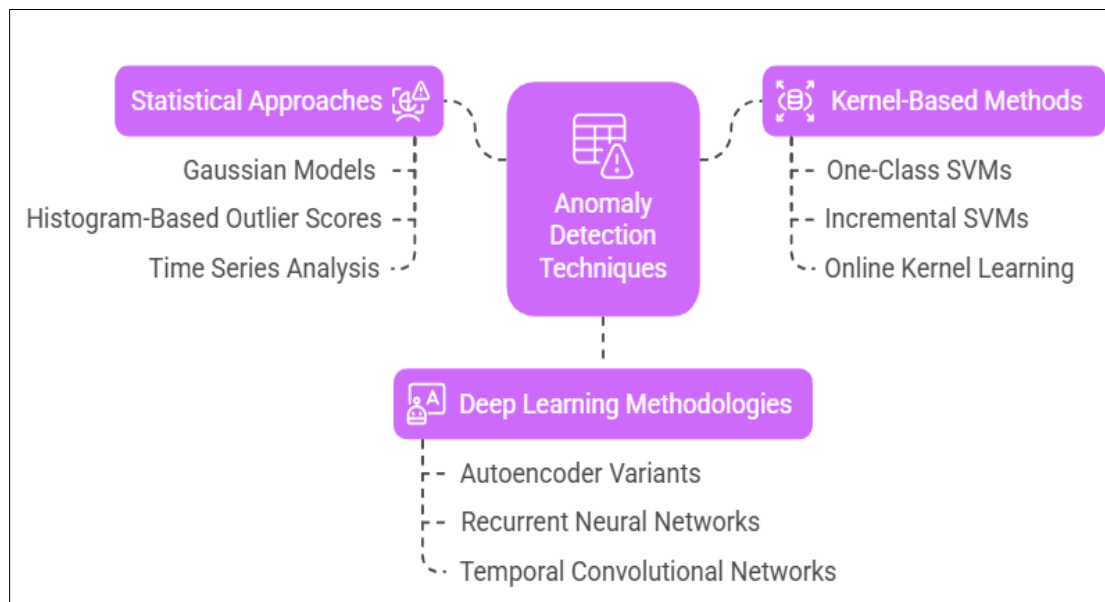 Statistical Approaches
Gaussian Models
Histogram-Based Outlier Scores
Time Series Analysis
Anomaly
Detection
Techniques
Kernel-Based Methods
One-Class SVMs
Incremental SVMs
Online Kernel Learning
A
Deep Learning Methodologies
Autoencoder Variants
Recurrent Neural Networks
Temporal Convolutional Networks